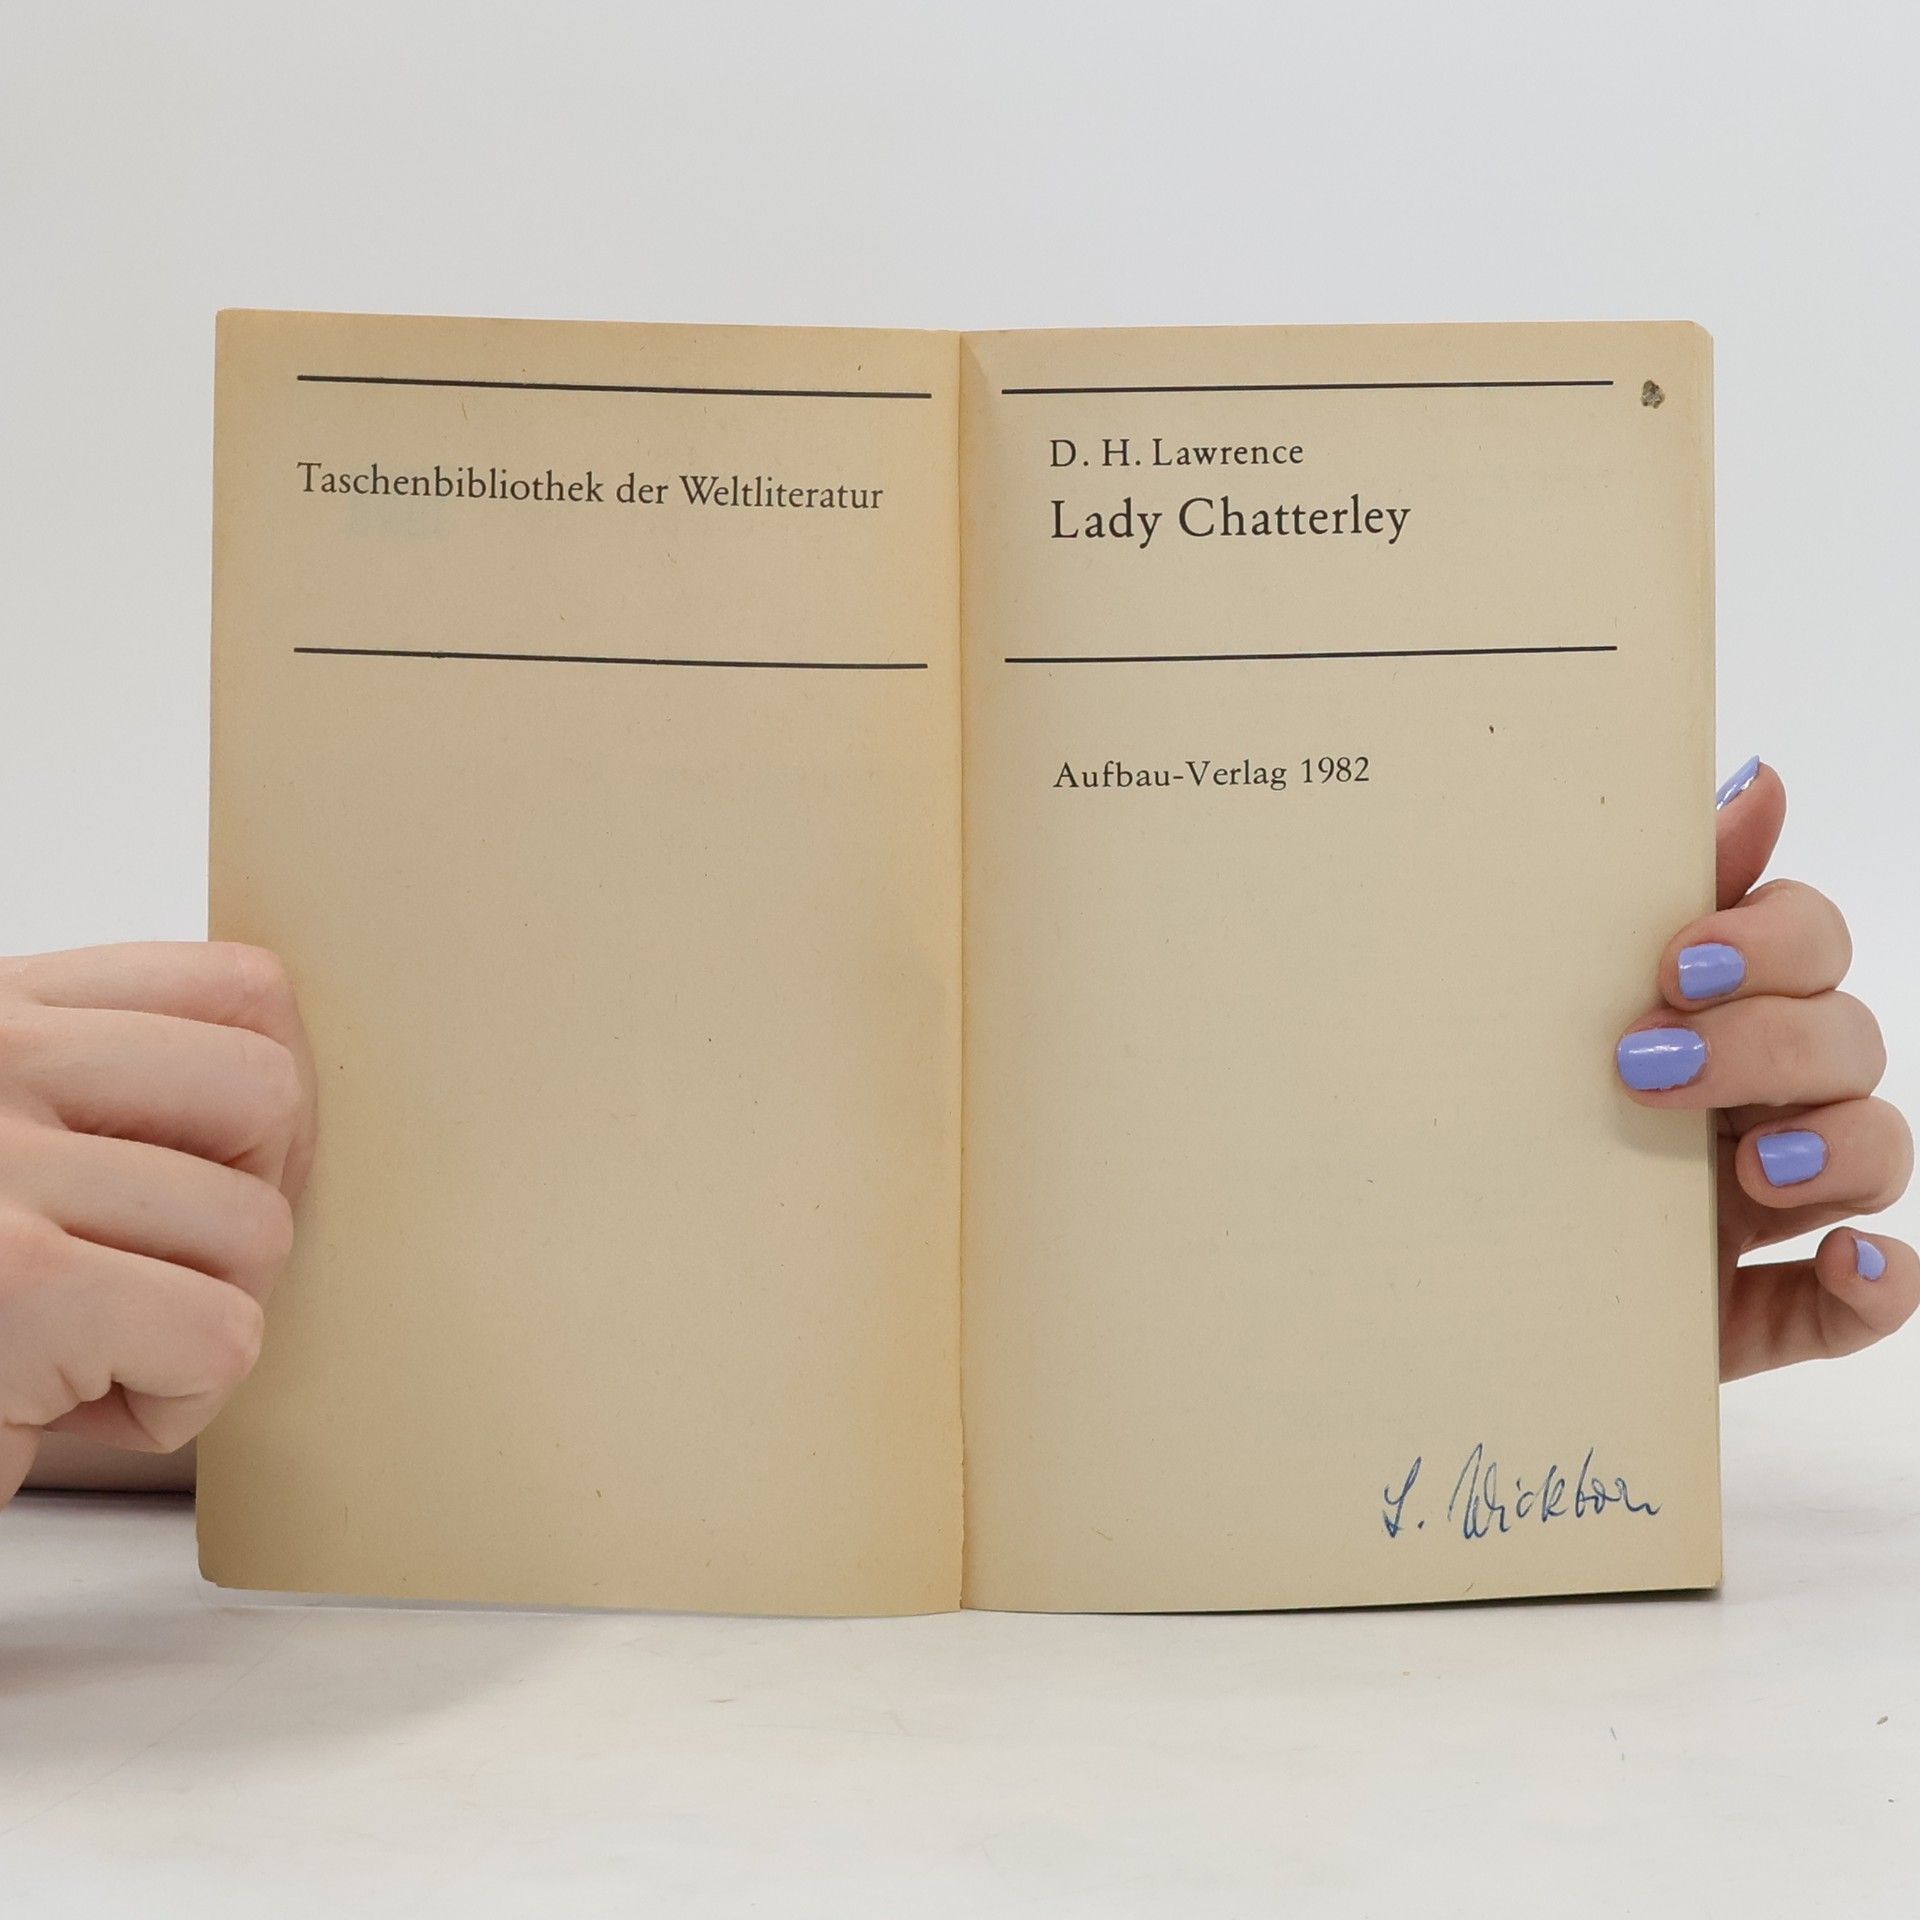 Taschenbibliothek der Weltliteratur
D. H. Lawrence
Lady Chatterley
Aufbau-Verlag 1982